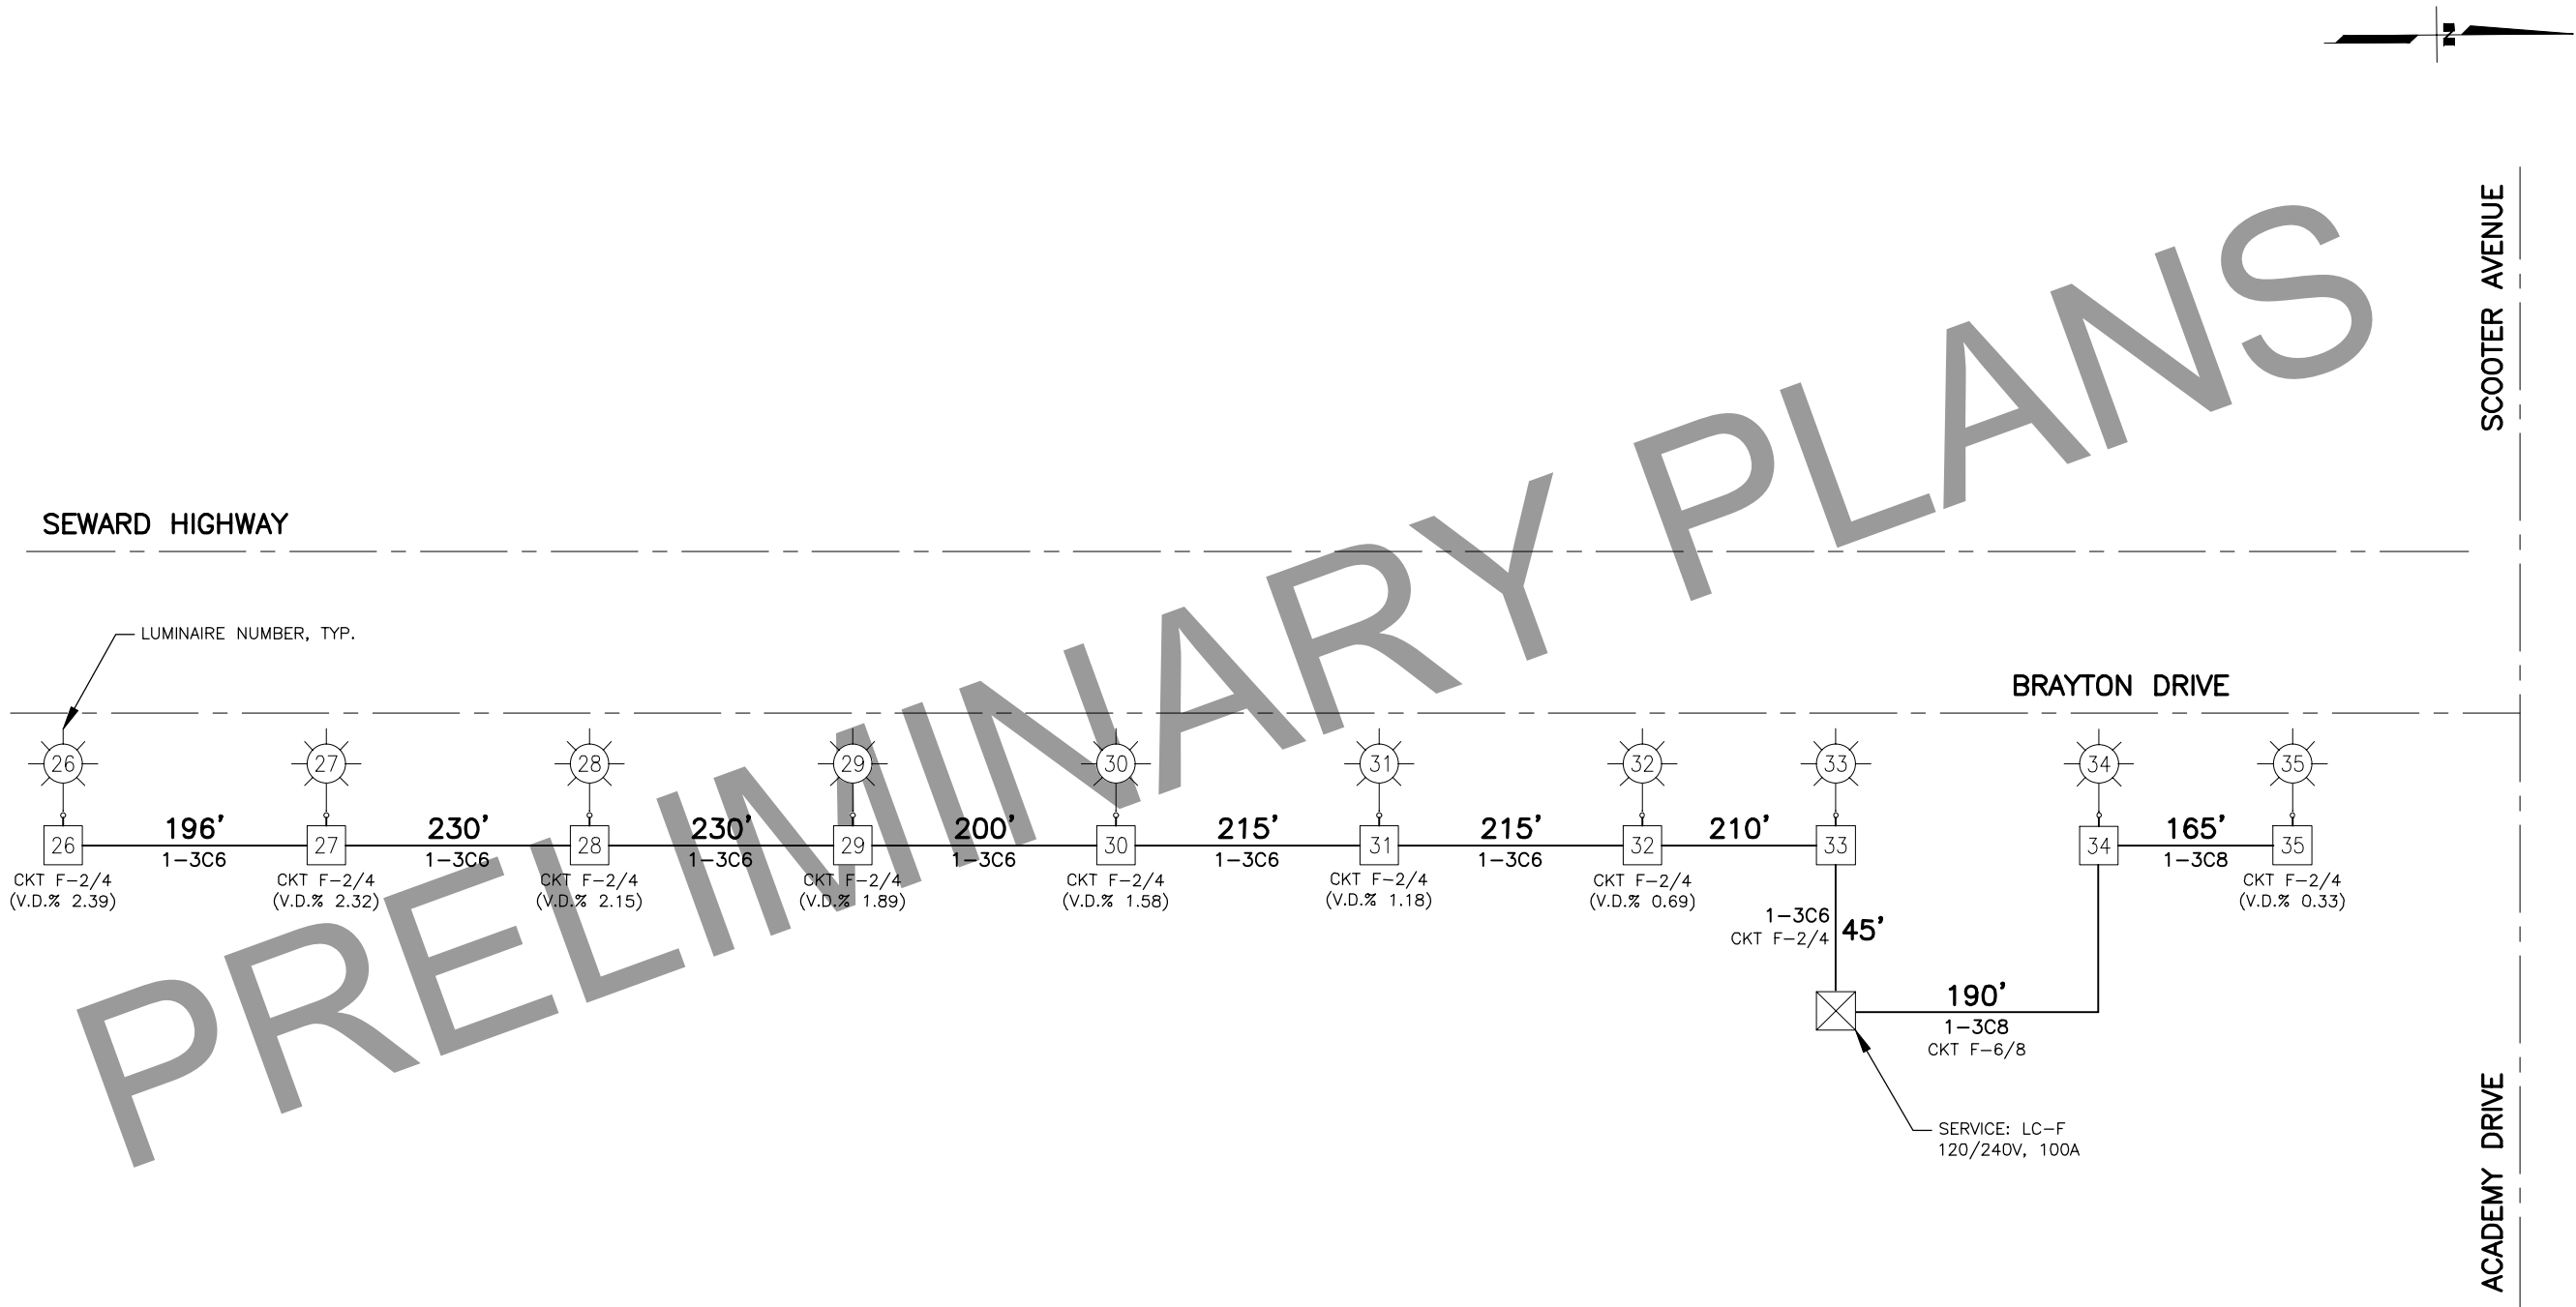 N
SCOOTER AVENUE
SEWARD HIGHWAY
LUMINAIRE NUMBER, TYP.
BRAYTON DRIVE
26
27
28
29
30
31
32
33
34
35
26
196'
1-3C6
27
230'
1-3C6
28
230'
1-3C6
29
200'
1-3C6
30
215'
1-3C6
31
215'
1-3C6
32
210'
33
34
165'
1-3C8
35
CKT F-2/4
(V.D.% 2.39)
CKT F-2/4
(V.D.% 2.32)
CKT F-2/4
(V.D.% 2.15)
CKT F-2/4
(V.D.% 1.89)
CKT F-2/4
(V.D.% 1.58)
CKT F-2/4
(V.D.% 1.18)
CKT F-2/4
(V.D.% 0.69)
CKT F-2/4
(V.D.% 0.33)
1-3C6
CKT F-2/4
45'
190'
1-3C8
CKT F-6/8
SERVICE: LC-F
120/240V, 100A
ACADEMY DRIVE
PRELIMINARY PLANS